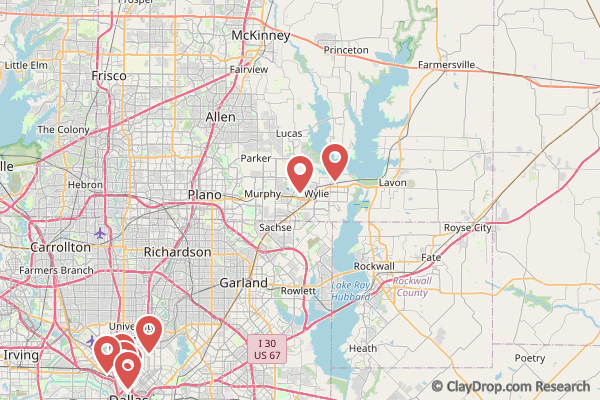 Prosper
McKinney
Princeton
Little Elm
Frisco
Fairview
Farmersville
Allen
The Colony
Lucas
Parker
Hebron
Plano
Murphy
Wylie
Lavon
Sachse
Royse City
Carrollton
Richardson
Farmers Branch
Rockwall
Fate
Garland
Lake Ray
Hubbard
Rockwall
County
Rowlett
I 30
US 67
Heath
Irving
Poetry
Dallas
© ClayDrop.com Research